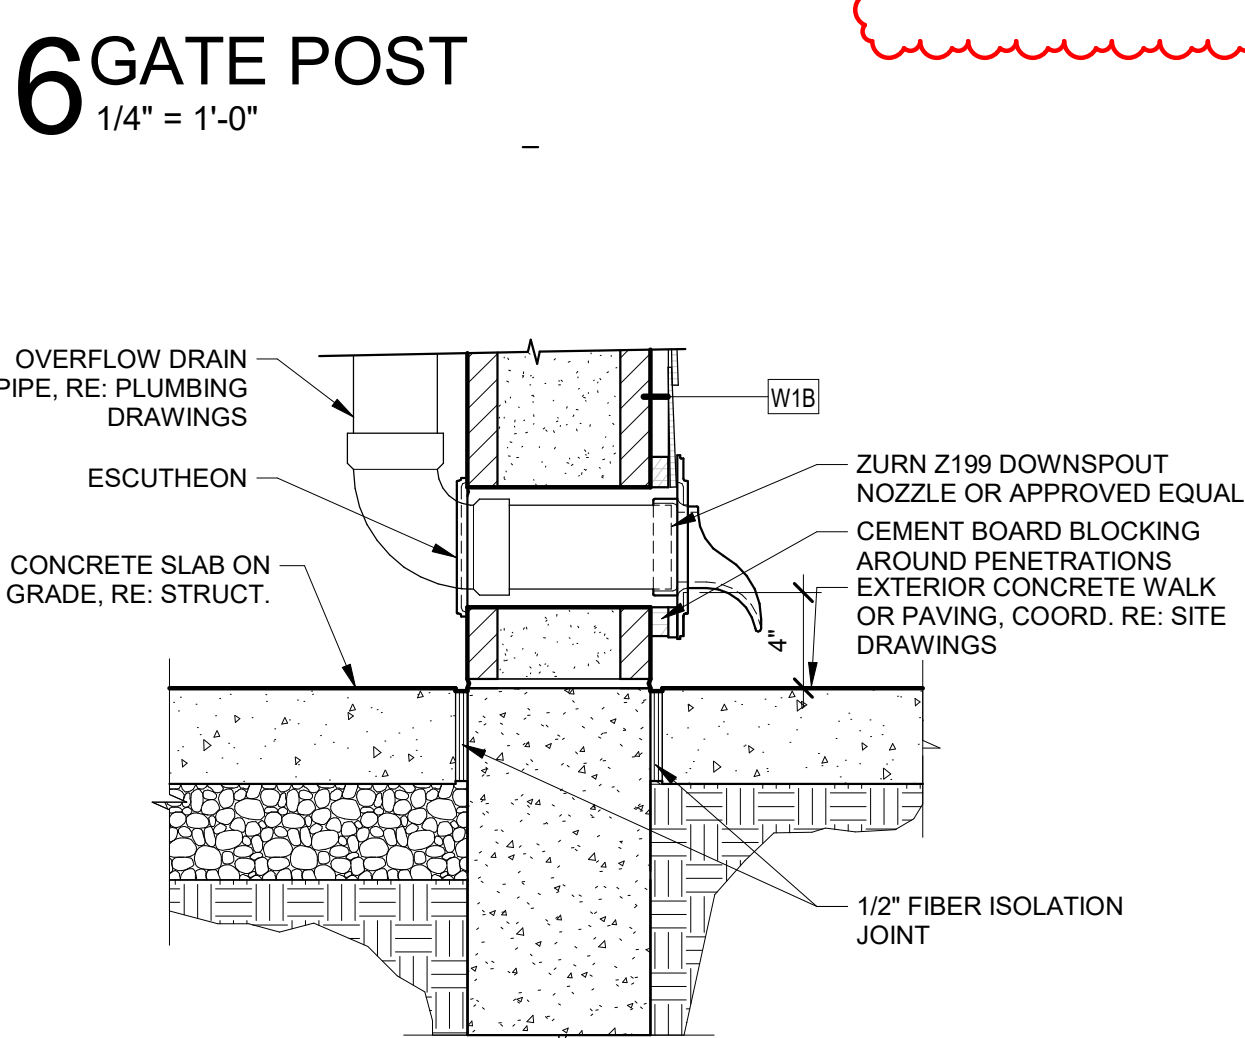 6 GATE POST
1/4" = 1'-0"
OVERFLOW DRAIN
PIPE, RE: PLUMBING
DRAWINGS
ESCUTHEON
CONCRETE SLAB ON
GRADE, RE: STRUCT.
W1B
ZURN Z199 DOWNSPOUT
NOZZLE OR APPROVED EQUAL
CEMENT BOARD BLOCKING
AROUND PENETRATIONS
EXTERIOR CONCRETE WALK
OR PAVING, COORD. RE: SITE
DRAWINGS
4"
1/2" FIBER ISOLATION
JOINT